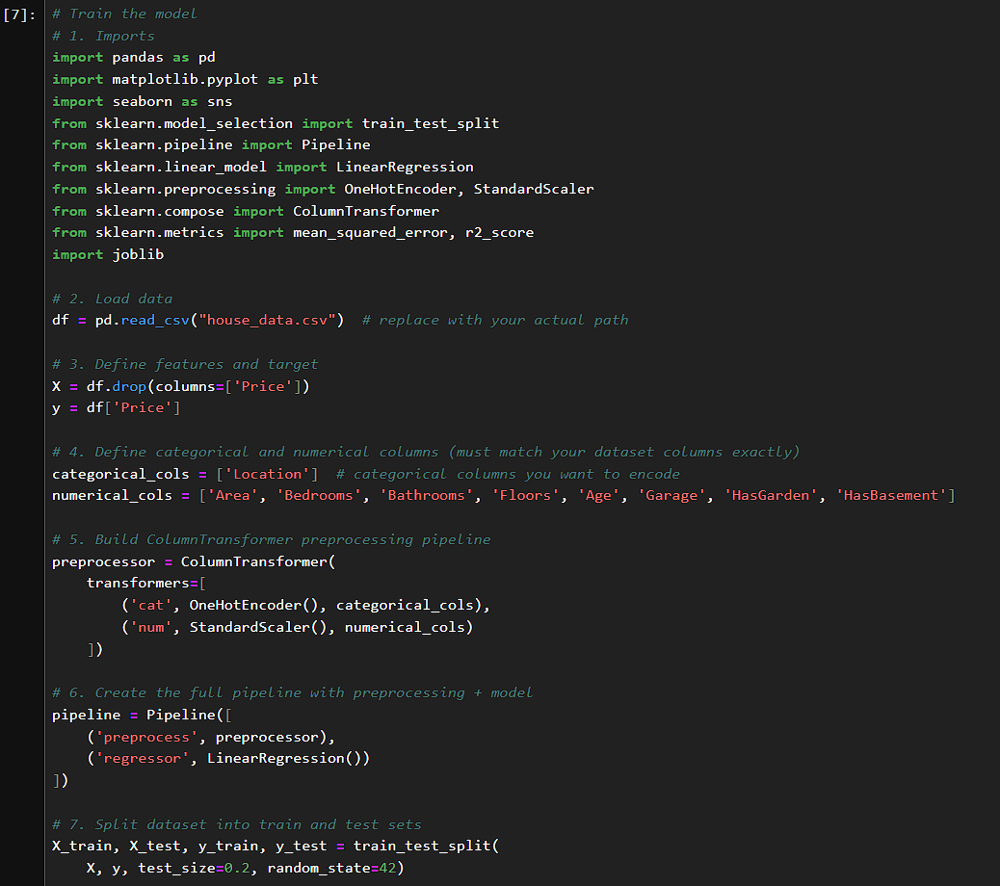 [7]:
# Train the model
# 1. Imports
import pandas as pd
import matplotlib.pyplot as plt
import seaborn as sns
from sklearn.model_selection import train_test_split
from sklearn.pipeline import Pipeline
from sklearn.linear_model import LinearRegression
from sklearn.preprocessing import OneHotEncoder, StandardScaler
from sklearn.compose import ColumnTransformer
from sklearn.metrics import mean_squared_error, r2_score
import joblib

# 2. Load data
df = pd.read_csv("house_data.csv")  # replace with your actual path

# 3. Define features and target
X = df.drop(columns=['Price'])
y = df['Price']

# 4. Define categorical and numerical columns (must match your dataset columns exactly)
categorical_cols = ['Location']  # categorical columns you want to encode
numerical_cols = ['Area', 'Bedrooms', 'Bathrooms', 'Floors', 'Age', 'Garage', 'HasGarden', 'HasBasement']

# 5. Build ColumnTransformer preprocessing pipeline
preprocessor = ColumnTransformer(
    transformers=[
        ('cat', OneHotEncoder(), categorical_cols),
        ('num', StandardScaler(), numerical_cols)
    ])

# 6. Create the full pipeline with preprocessing + model
pipeline = Pipeline([
    ('preprocess', preprocessor),
    ('regressor', LinearRegression())
])

# 7. Split dataset into train and test sets
X_train, X_test, y_train, y_test = train_test_split(
    X, y, test_size=0.2, random_state=42)